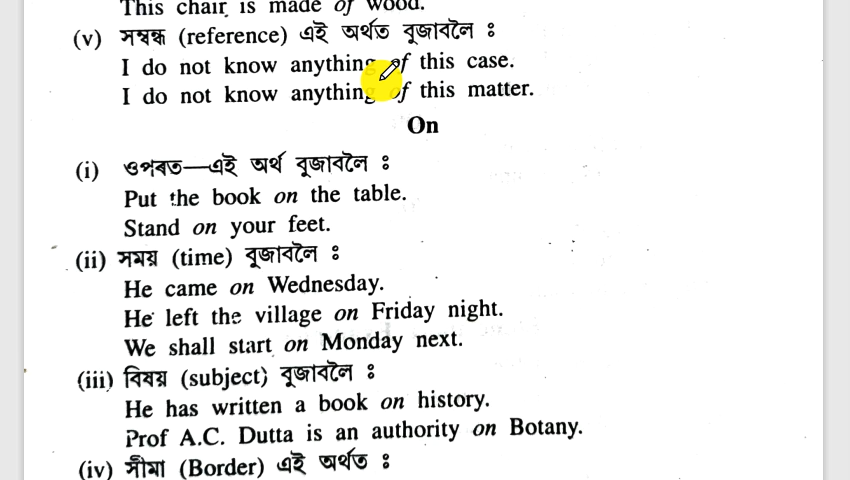 This chair is made of wood.
(v) সম্বন্ধ (reference) এই অৰ্থত বুজাবলৈ ঃ
I do not know anything of this case.
I do not know anything of this matter.
On
(i) ওপৰত—এই অৰ্থ বুজাবলৈ ঃ
Put the book on the table.
Stand on your feet.
(ii) সময় (time) বুজাবলৈ ঃ
He came on Wednesday.
He left the village on Friday night.
We shall start on Monday next.
(iii) বিষয় (subject) বুজাবলৈ ঃ
He has written a book on history.
Prof A.C. Dutta is an authority on Botany.
(iv) সীমা (Border) এই অৰ্থত ঃ